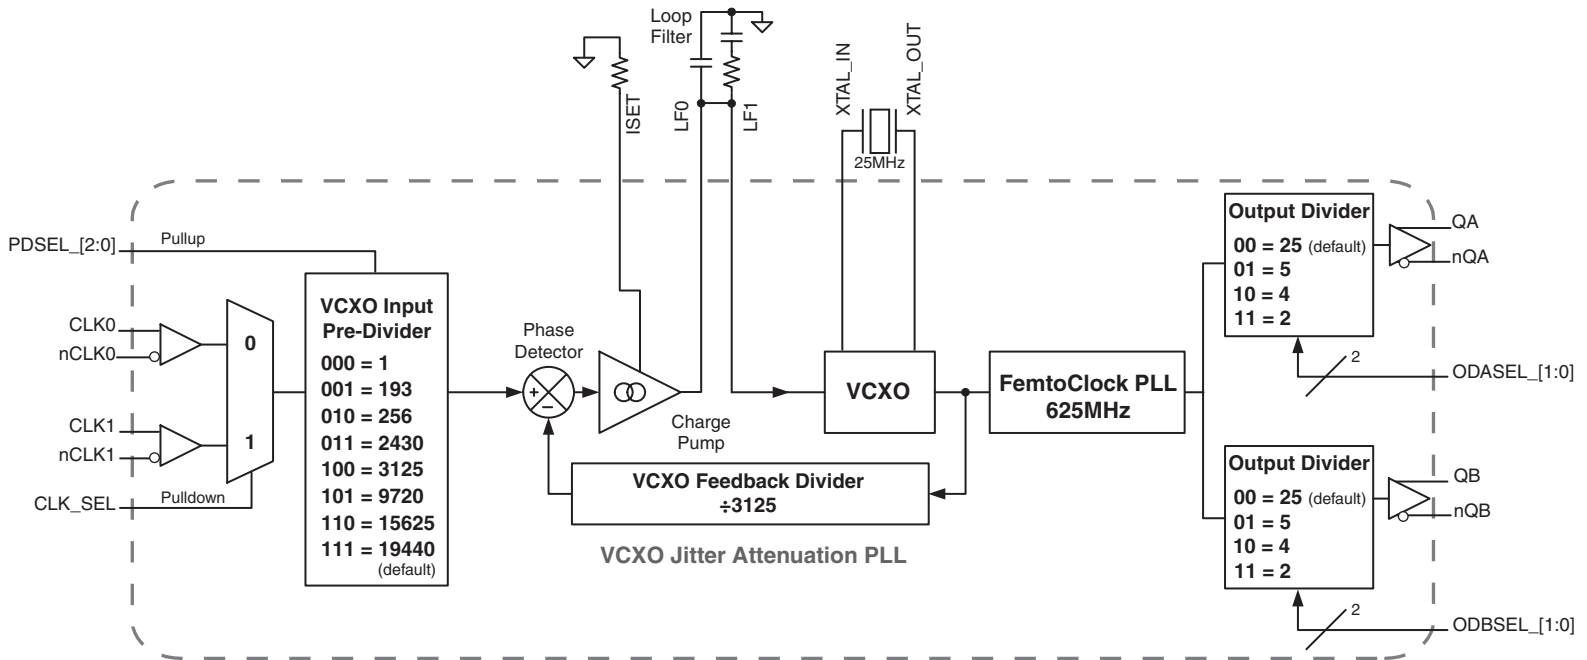 Loop
Filter
ISET
LF0
LF1
XTAL_IN
XTAL_OUT
25MHz
PDSEL_[2:0]
Pullup
CLK0
nCLK0
CLK1
nCLK1
CLK_SEL
Pulldown
0
1
VCXO Input
Pre-Divider
000 = 1
001 = 193
010 = 256
011 = 2430
100 = 3125
101 = 9720
110 = 15625
111 = 19440
(default)
Phase
Detector
+
−
Charge
Pump
VCXO
VCXO Feedback Divider
÷3125
VCXO Jitter Attenuation PLL
FemtoClock PLL
625MHz
Output Divider
00 = 25 (default)
01 = 5
10 = 4
11 = 2
QA
nQA
2
ODASEL_[1:0]
Output Divider
00 = 25 (default)
01 = 5
10 = 4
11 = 2
QB
nQB
2
ODBSEL_[1:0]